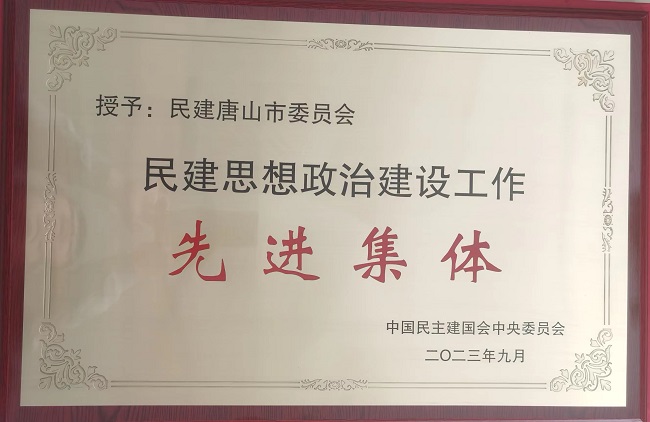 授予：民建唐山市委员会
民建思想政治建设工作
先进集体
中国民主建国会中央委员会
二〇二三年九月